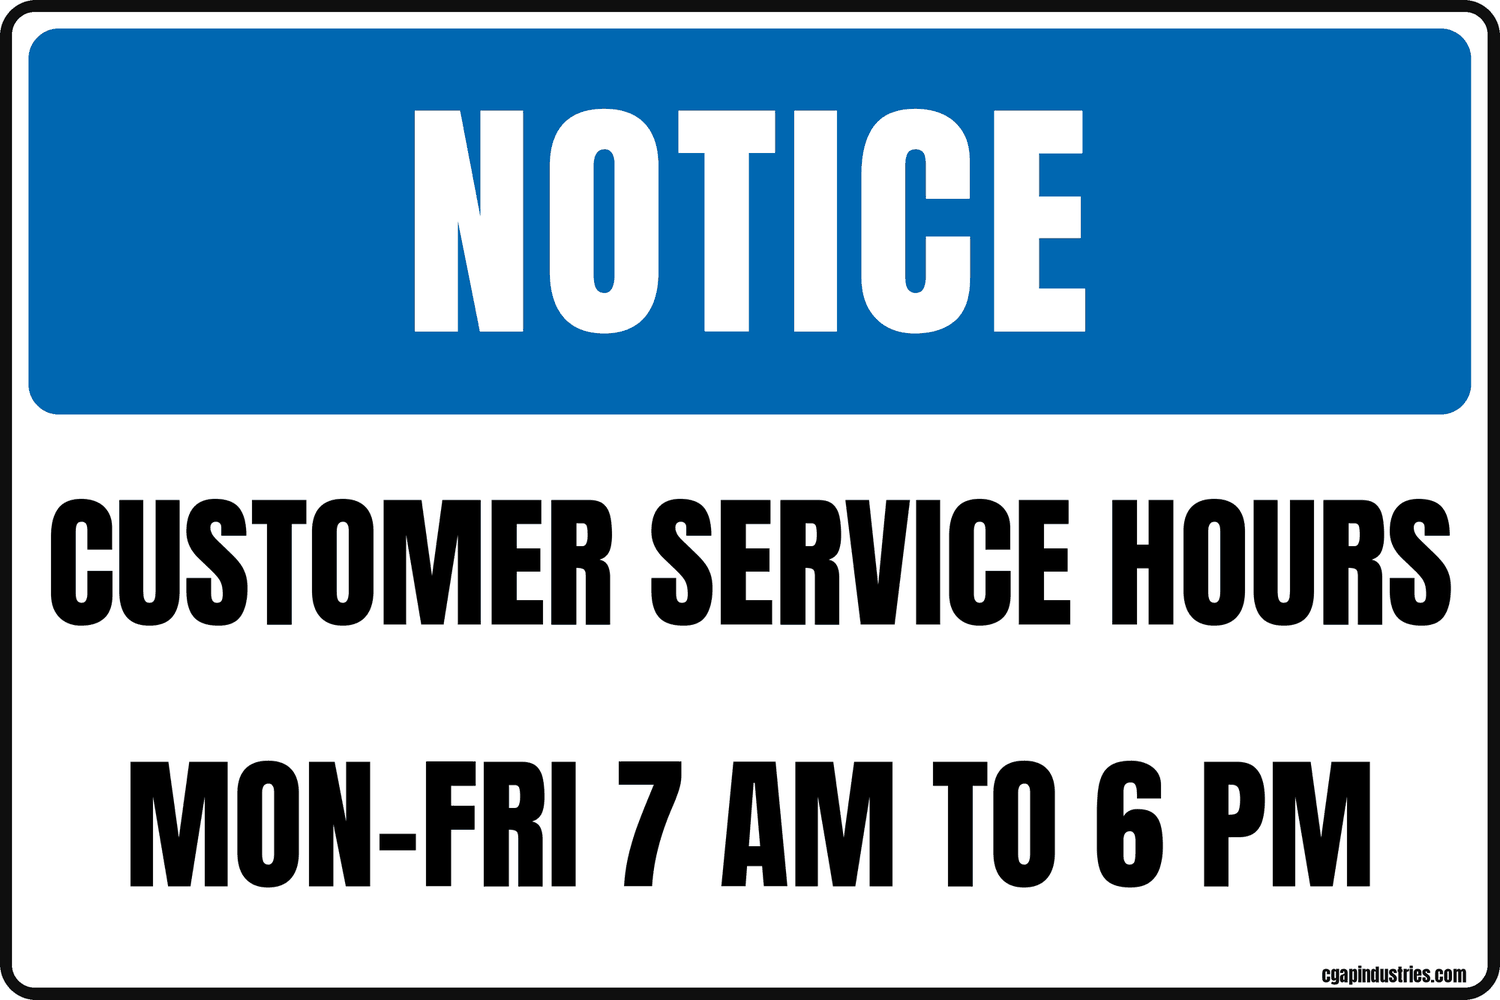 NOTICE
CUSTOMER SERVICE HOURS
MON-FRI 7 AM TO 6 PM
cgapindustries.com